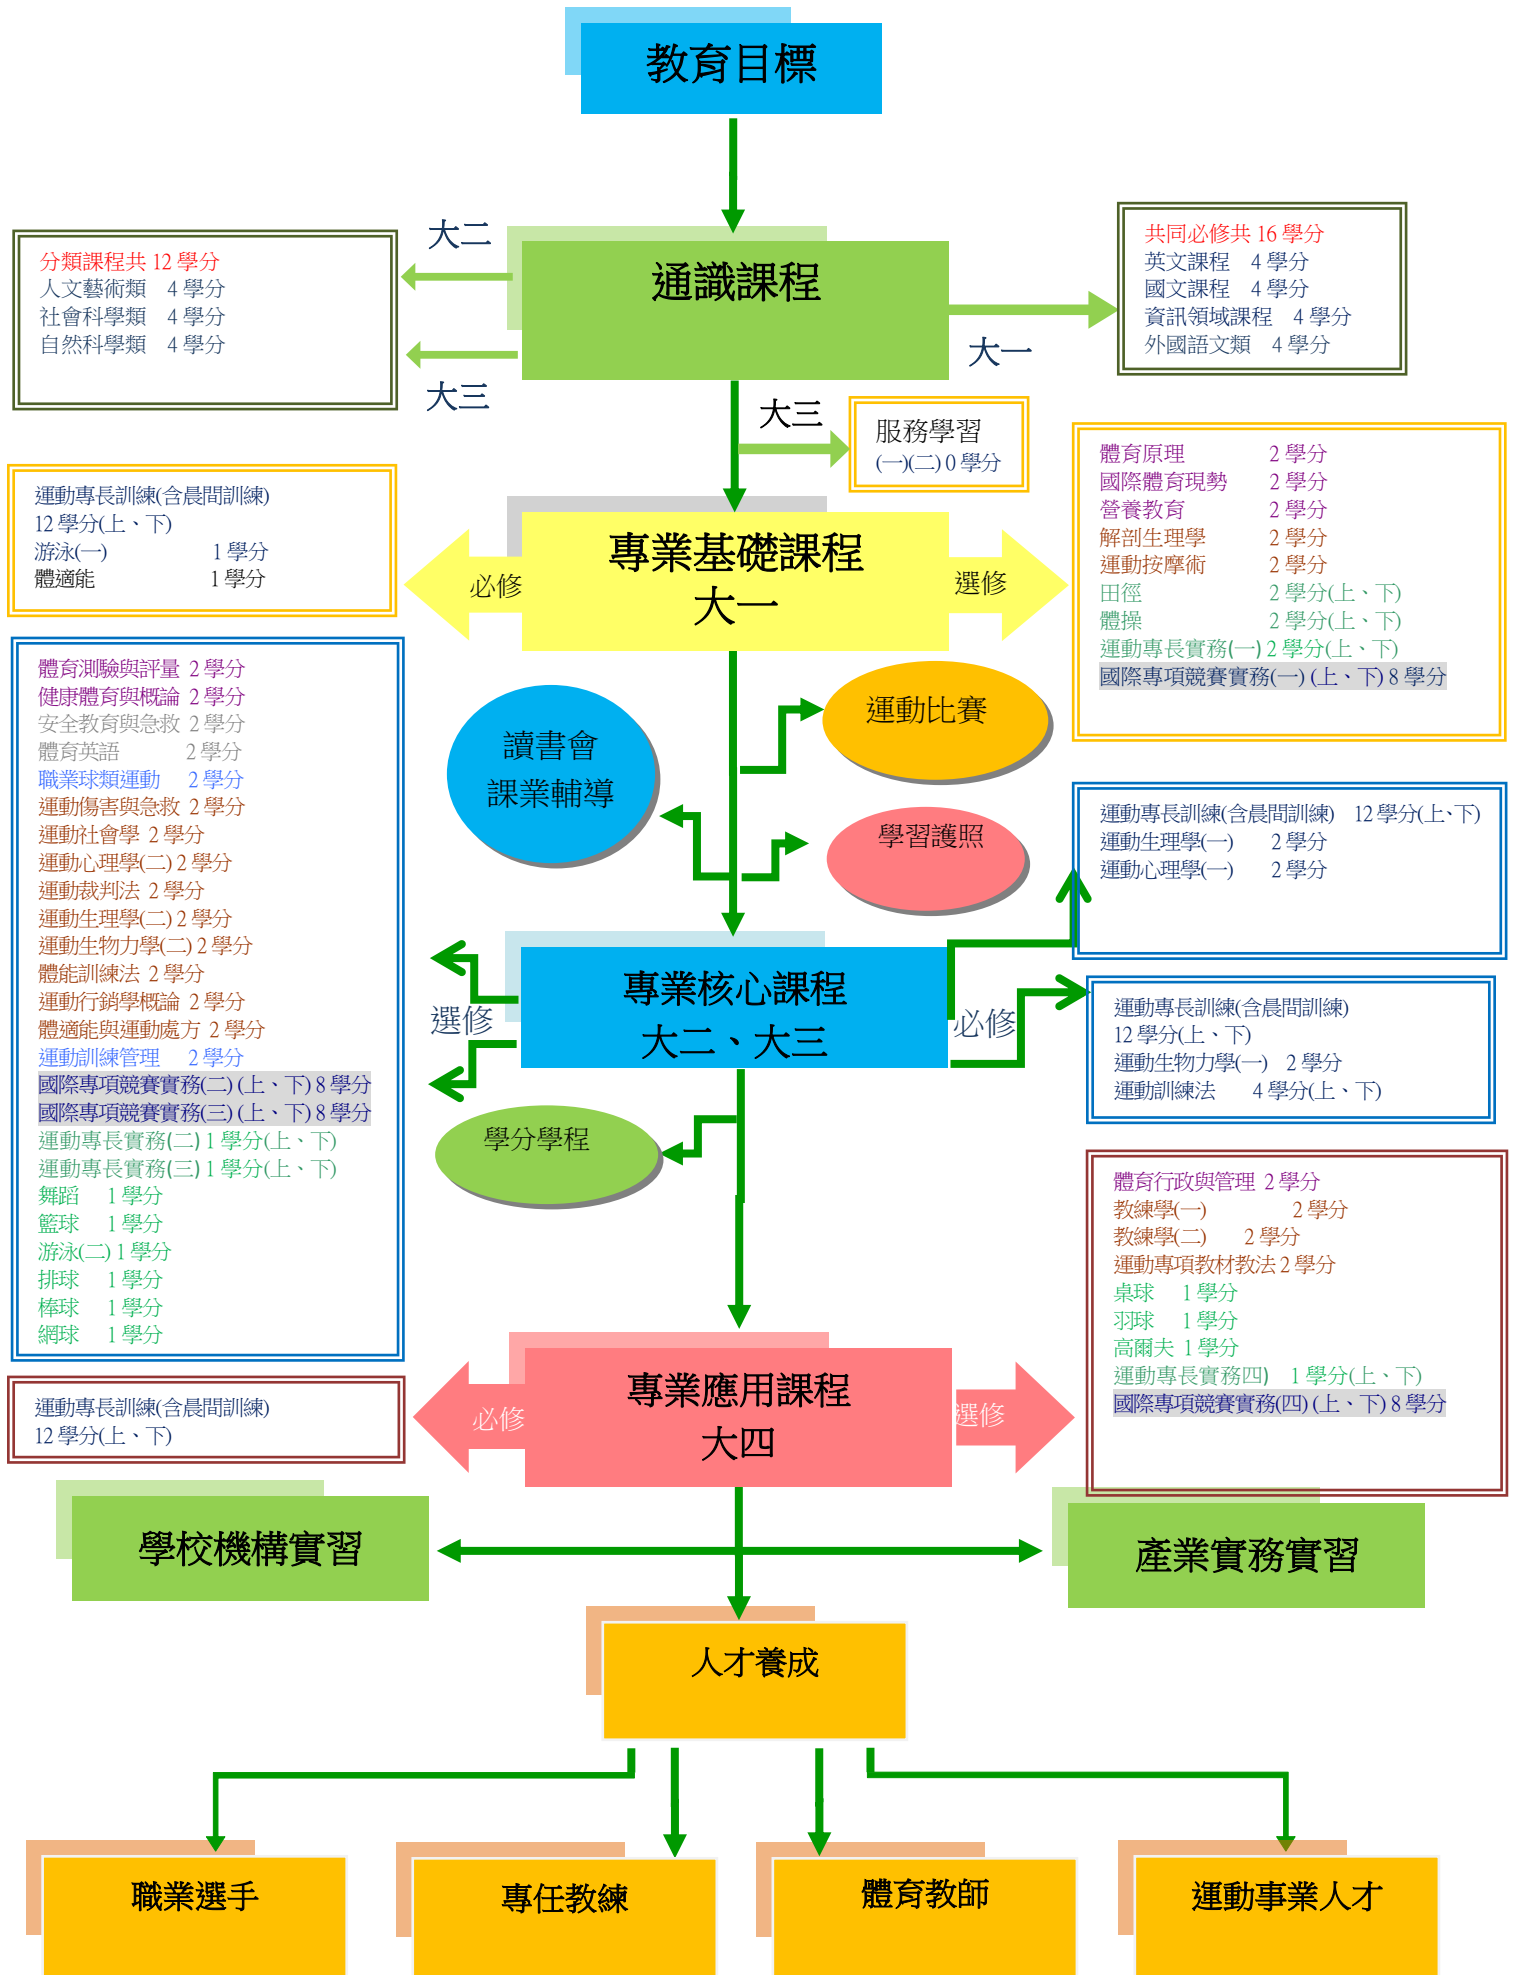 教育目標
大二
分類課程共 12 學分
人文藝術類 4 學分
社會科學類 4 學分
自然科學類 4 學分
大三
通識課程
大一
共同必修共 16 學分
英文課程 4 學分
國文課程 4 學分
資訊領域課程 4 學分
外國語文類 4 學分
大三
服務學習
(一)(二) 0 學分
運動專長訓練(含晨間訓練)
12 學分(上、下)
游泳(一) 1 學分
體適能 1 學分
必修
專業基礎課程
大一
選修
體育原理 2 學分
國際體育現勢 2 學分
營養教育 2 學分
解剖生理學 2 學分
運動按摩術 2 學分
田徑 2 學分(上、下)
體操 2 學分(上、下)
運動專長實務(一) 2 學分(上、下)
國際專項競賽實務(一) (上、下) 8 學分
讀書會
課業輔導
運動比賽
學習護照
體育測驗與評量 2 學分
健康體育與概論 2 學分
安全教育與急救 2 學分
體育英語 2 學分
職業球類運動 2 學分
運動傷害與急救 2 學分
運動社會學 2 學分
運動心理學(二) 2 學分
運動裁判法 2 學分
運動生理學(二) 2 學分
運動生物力學(二) 2 學分
體能訓練法 2 學分
運動行銷學概論 2 學分
體適能與運動處方 2 學分
運動訓練管理 2 學分
國際專項競賽實務(二) (上、下) 8 學分
國際專項競賽實務(三) (上、下) 8 學分
運動專長實務(二) 1 學分(上、下)
運動專長實務(三) 1 學分(上、下)
舞蹈 1 學分
籃球 1 學分
游泳(二) 1 學分
排球 1 學分
棒球 1 學分
網球 1 學分
選修
專業核心課程
大二、大三
必修
運動專長訓練(含晨間訓練) 12 學分(上、下)
運動生理學(一) 2 學分
運動心理學(一) 2 學分
運動專長訓練(含晨間訓練)
12 學分(上、下)
運動生物力學(一) 2 學分
運動訓練法 4 學分(上、下)
學分學程
運動專長訓練(含晨間訓練)
12 學分(上、下)
必修
專業應用課程
大四
選修
體育行政與管理 2 學分
教練學(一) 2 學分
教練學(二) 2 學分
運動專項教材教法 2 學分
桌球 1 學分
羽球 1 學分
高爾夫 1 學分
運動專長實務四) 1 學分(上、下)
國際專項競賽實務(四) (上、下) 8 學分
學校機構實習
產業實務實習
人才養成
職業選手
專任教練
體育教師
運動事業人才